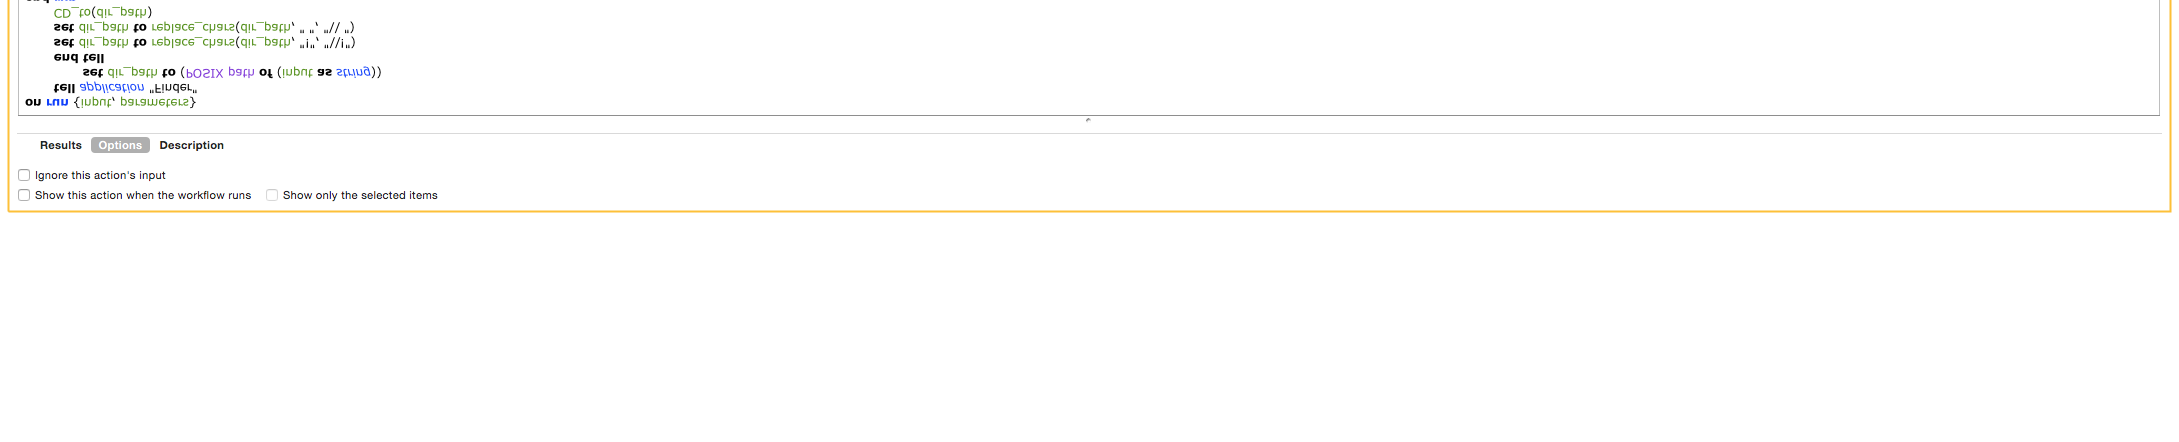 on run {input, parameters}
tell application "Finder"
set dir_path to (POSIX path of (input as string))
end tell
set dir_path to replace_chars(dir_path, "!", "\\!")
set dir_path to replace_chars(dir_path, " ", "\\ ")
CD_to(dir_path)
end run
Results Options Description
Ignore this action's input
Show this action when the workflow runs Show only the selected items